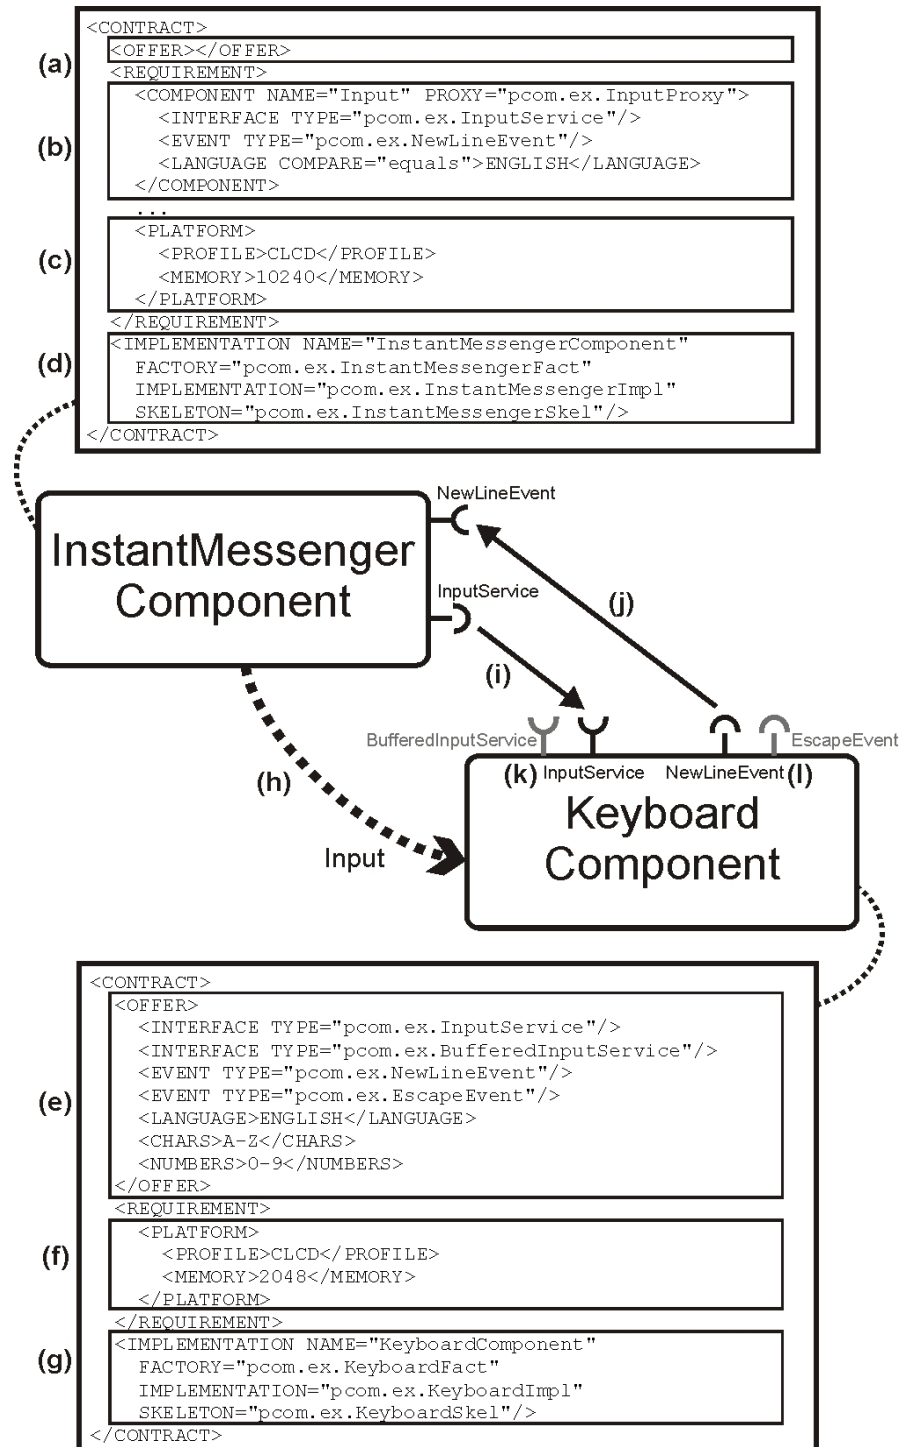 <CONTRACT>
(a)
<OFFER></OFFER>
<REQUIREMENT>
(b)
<COMPONENT NAME="Input" PROXY="pcom.ex.InputProxy">
<INTERFACE TYPE="pcom.ex.InputService"/>
<EVENT TYPE="pcom.ex.NewLineEvent"/>
<LANGUAGE COMPARE="equals">ENGLISH</LANGUAGE>
</COMPONENT>
...
(c)
<PLATFORM>
<PROFILE>CLCD</PROFILE>
<MEMORY>10240</MEMORY>
</PLATFORM>
</REQUIREMENT>
(d)
<IMPLEMENTATION NAME="InstantMessengerComponent"
FACTORY="pcom.ex.InstantMessengerFact"
IMPLEMENTATION="pcom.ex.InstantMessengerImpl"
SKELETON="pcom.ex.InstantMessengerSkel"/>
</CONTRACT>
NewLineEvent
InstantMessenger
Component
InputService
(j)
(i)
BufferedInputService
EscapeEvent
(h)
(k) InputService
NewLineEvent (l)
Keyboard
Component
Input
<CONTRACT>
(e)
<OFFER>
<INTERFACE TYPE="pcom.ex.InputService"/>
<INTERFACE TYPE="pcom.ex.BufferedInputService"/>
<EVENT TYPE="pcom.ex.NewLineEvent"/>
<EVENT TYPE="pcom.ex.EscapeEvent"/>
<LANGUAGE>ENGLISH</LANGUAGE>
<CHARS>A-Z</CHARS>
<NUMBERS>0-9</NUMBERS>
</OFFER>
<REQUIREMENT>
(f)
<PLATFORM>
<PROFILE>CLCD</PROFILE>
<MEMORY>2048</MEMORY>
</PLATFORM>
</REQUIREMENT>
(g)
<IMPLEMENTATION NAME="KeyboardComponent"
FACTORY="pcom.ex.KeyboardFact"
IMPLEMENTATION="pcom.ex.KeyboardImpl"
SKELETON="pcom.ex.KeyboardSkel"/>
</CONTRACT>